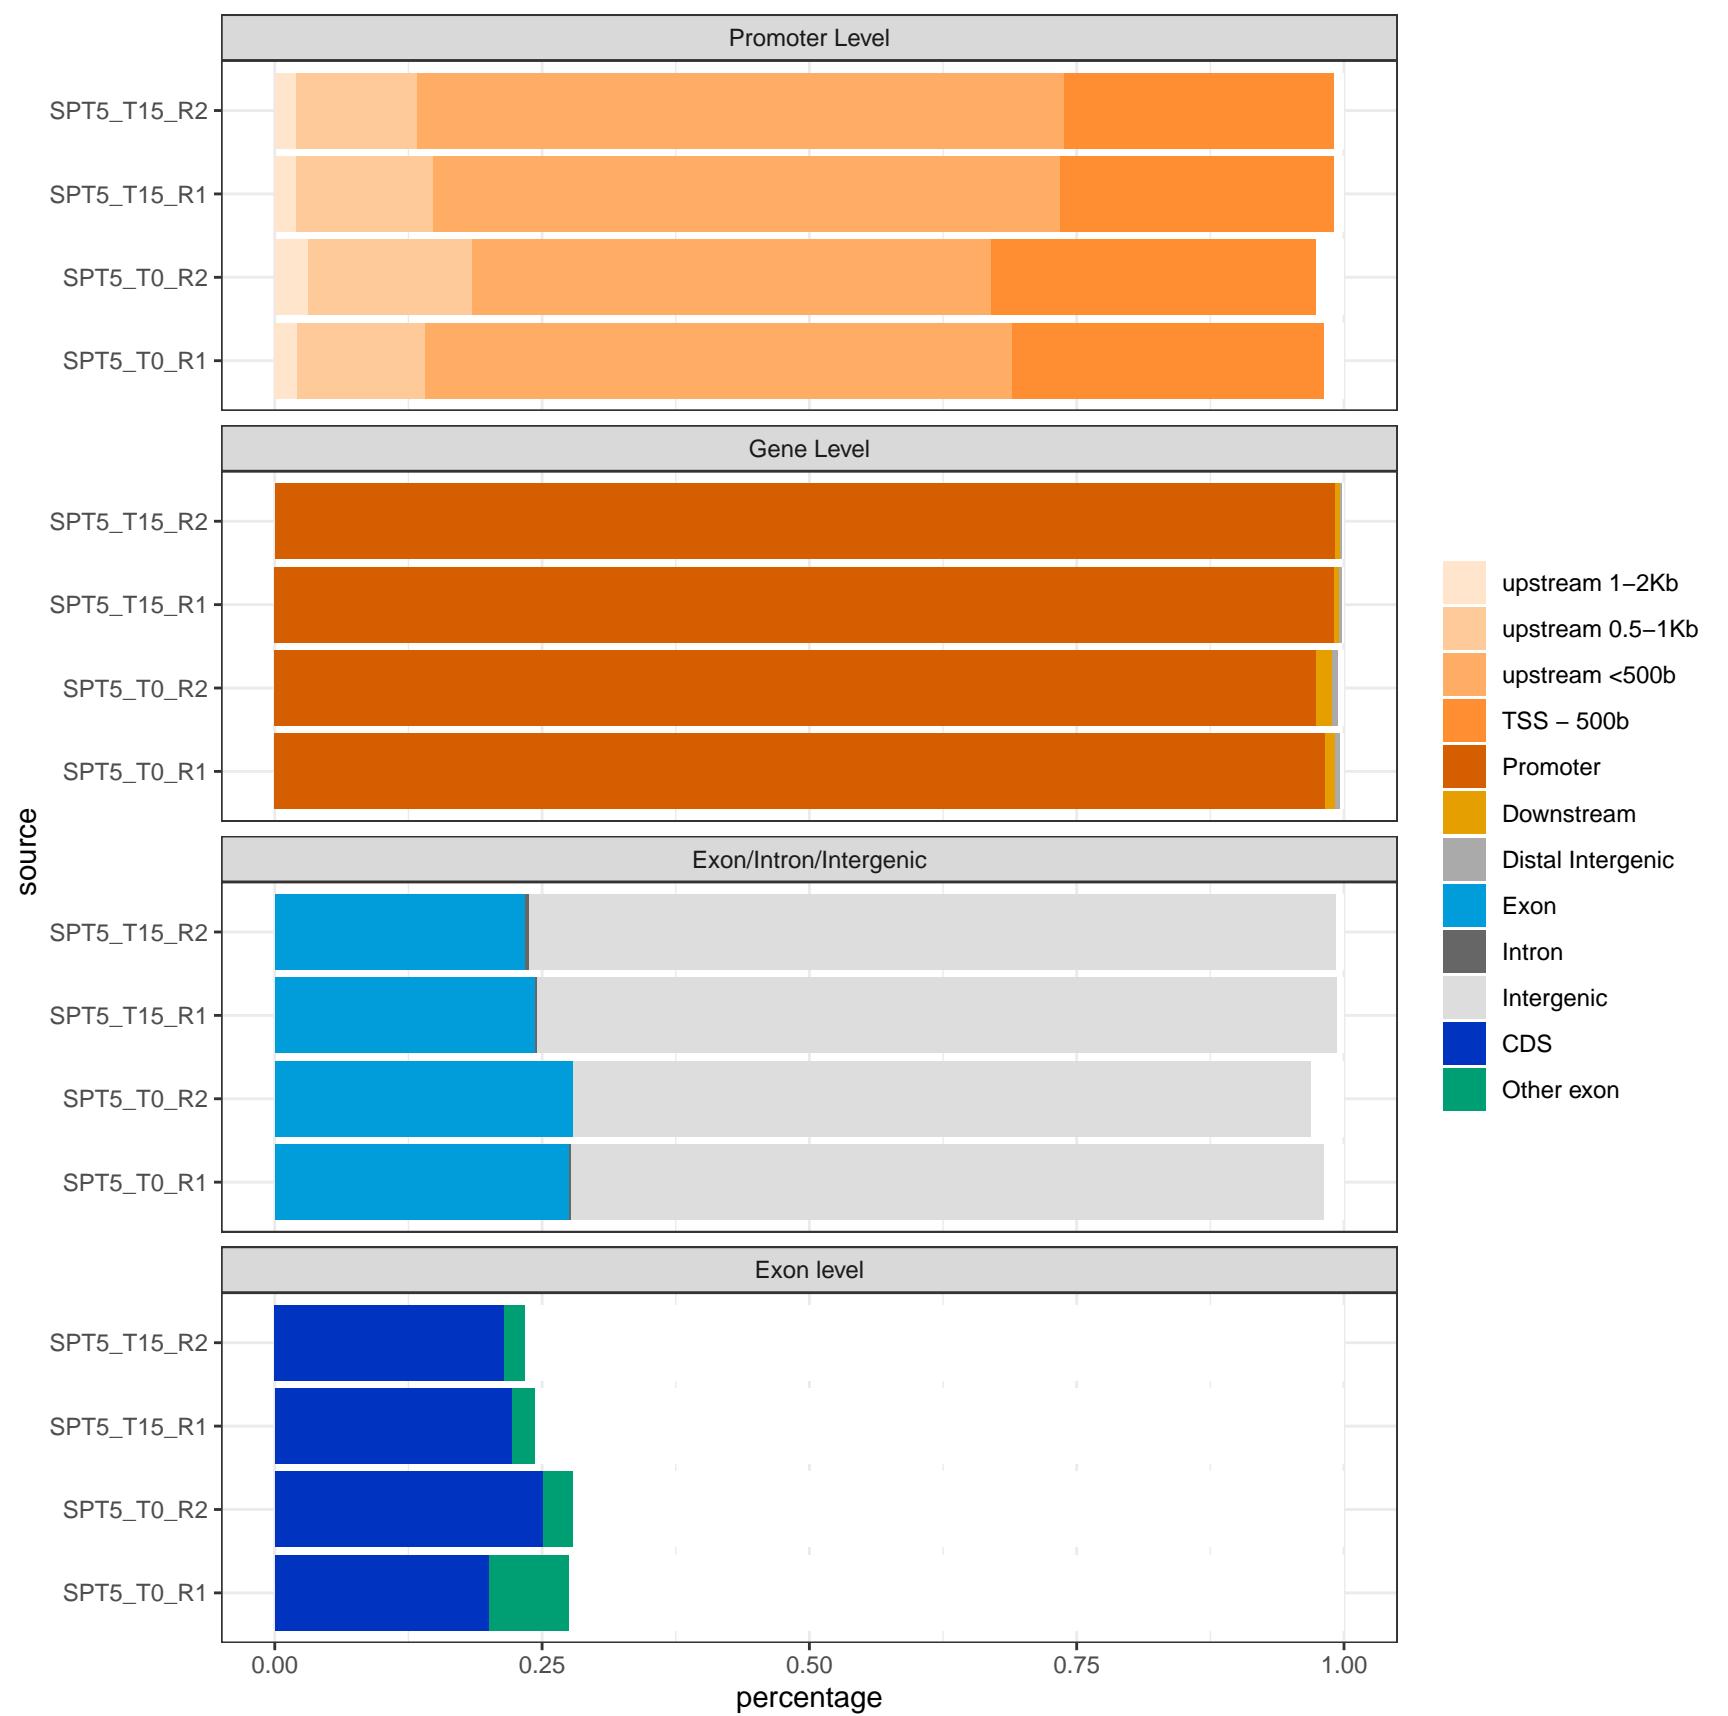 Promoter Level
SPT5_T15_R2
SPT5_T15_R1
SPT5_T0_R2
SPT5_T0_R1
Gene Level
SPT5_T15_R2
SPT5_T15_R1
SPT5_T0_R2
SPT5_T0_R1
Exon/Intron/Intergenic
SPT5_T15_R2
SPT5_T15_R1
SPT5_T0_R2
SPT5_T0_R1
Exon level
SPT5_T15_R2
SPT5_T15_R1
SPT5_T0_R2
SPT5_T0_R1
0.00 0.25 0.50 0.75 1.00
percentage
source
upstream 1−2Kb
upstream 0.5−1Kb
upstream <500b
TSS − 500b
Promoter
Downstream
Distal Intergenic
Exon
Intron
Intergenic
CDS
Other exon